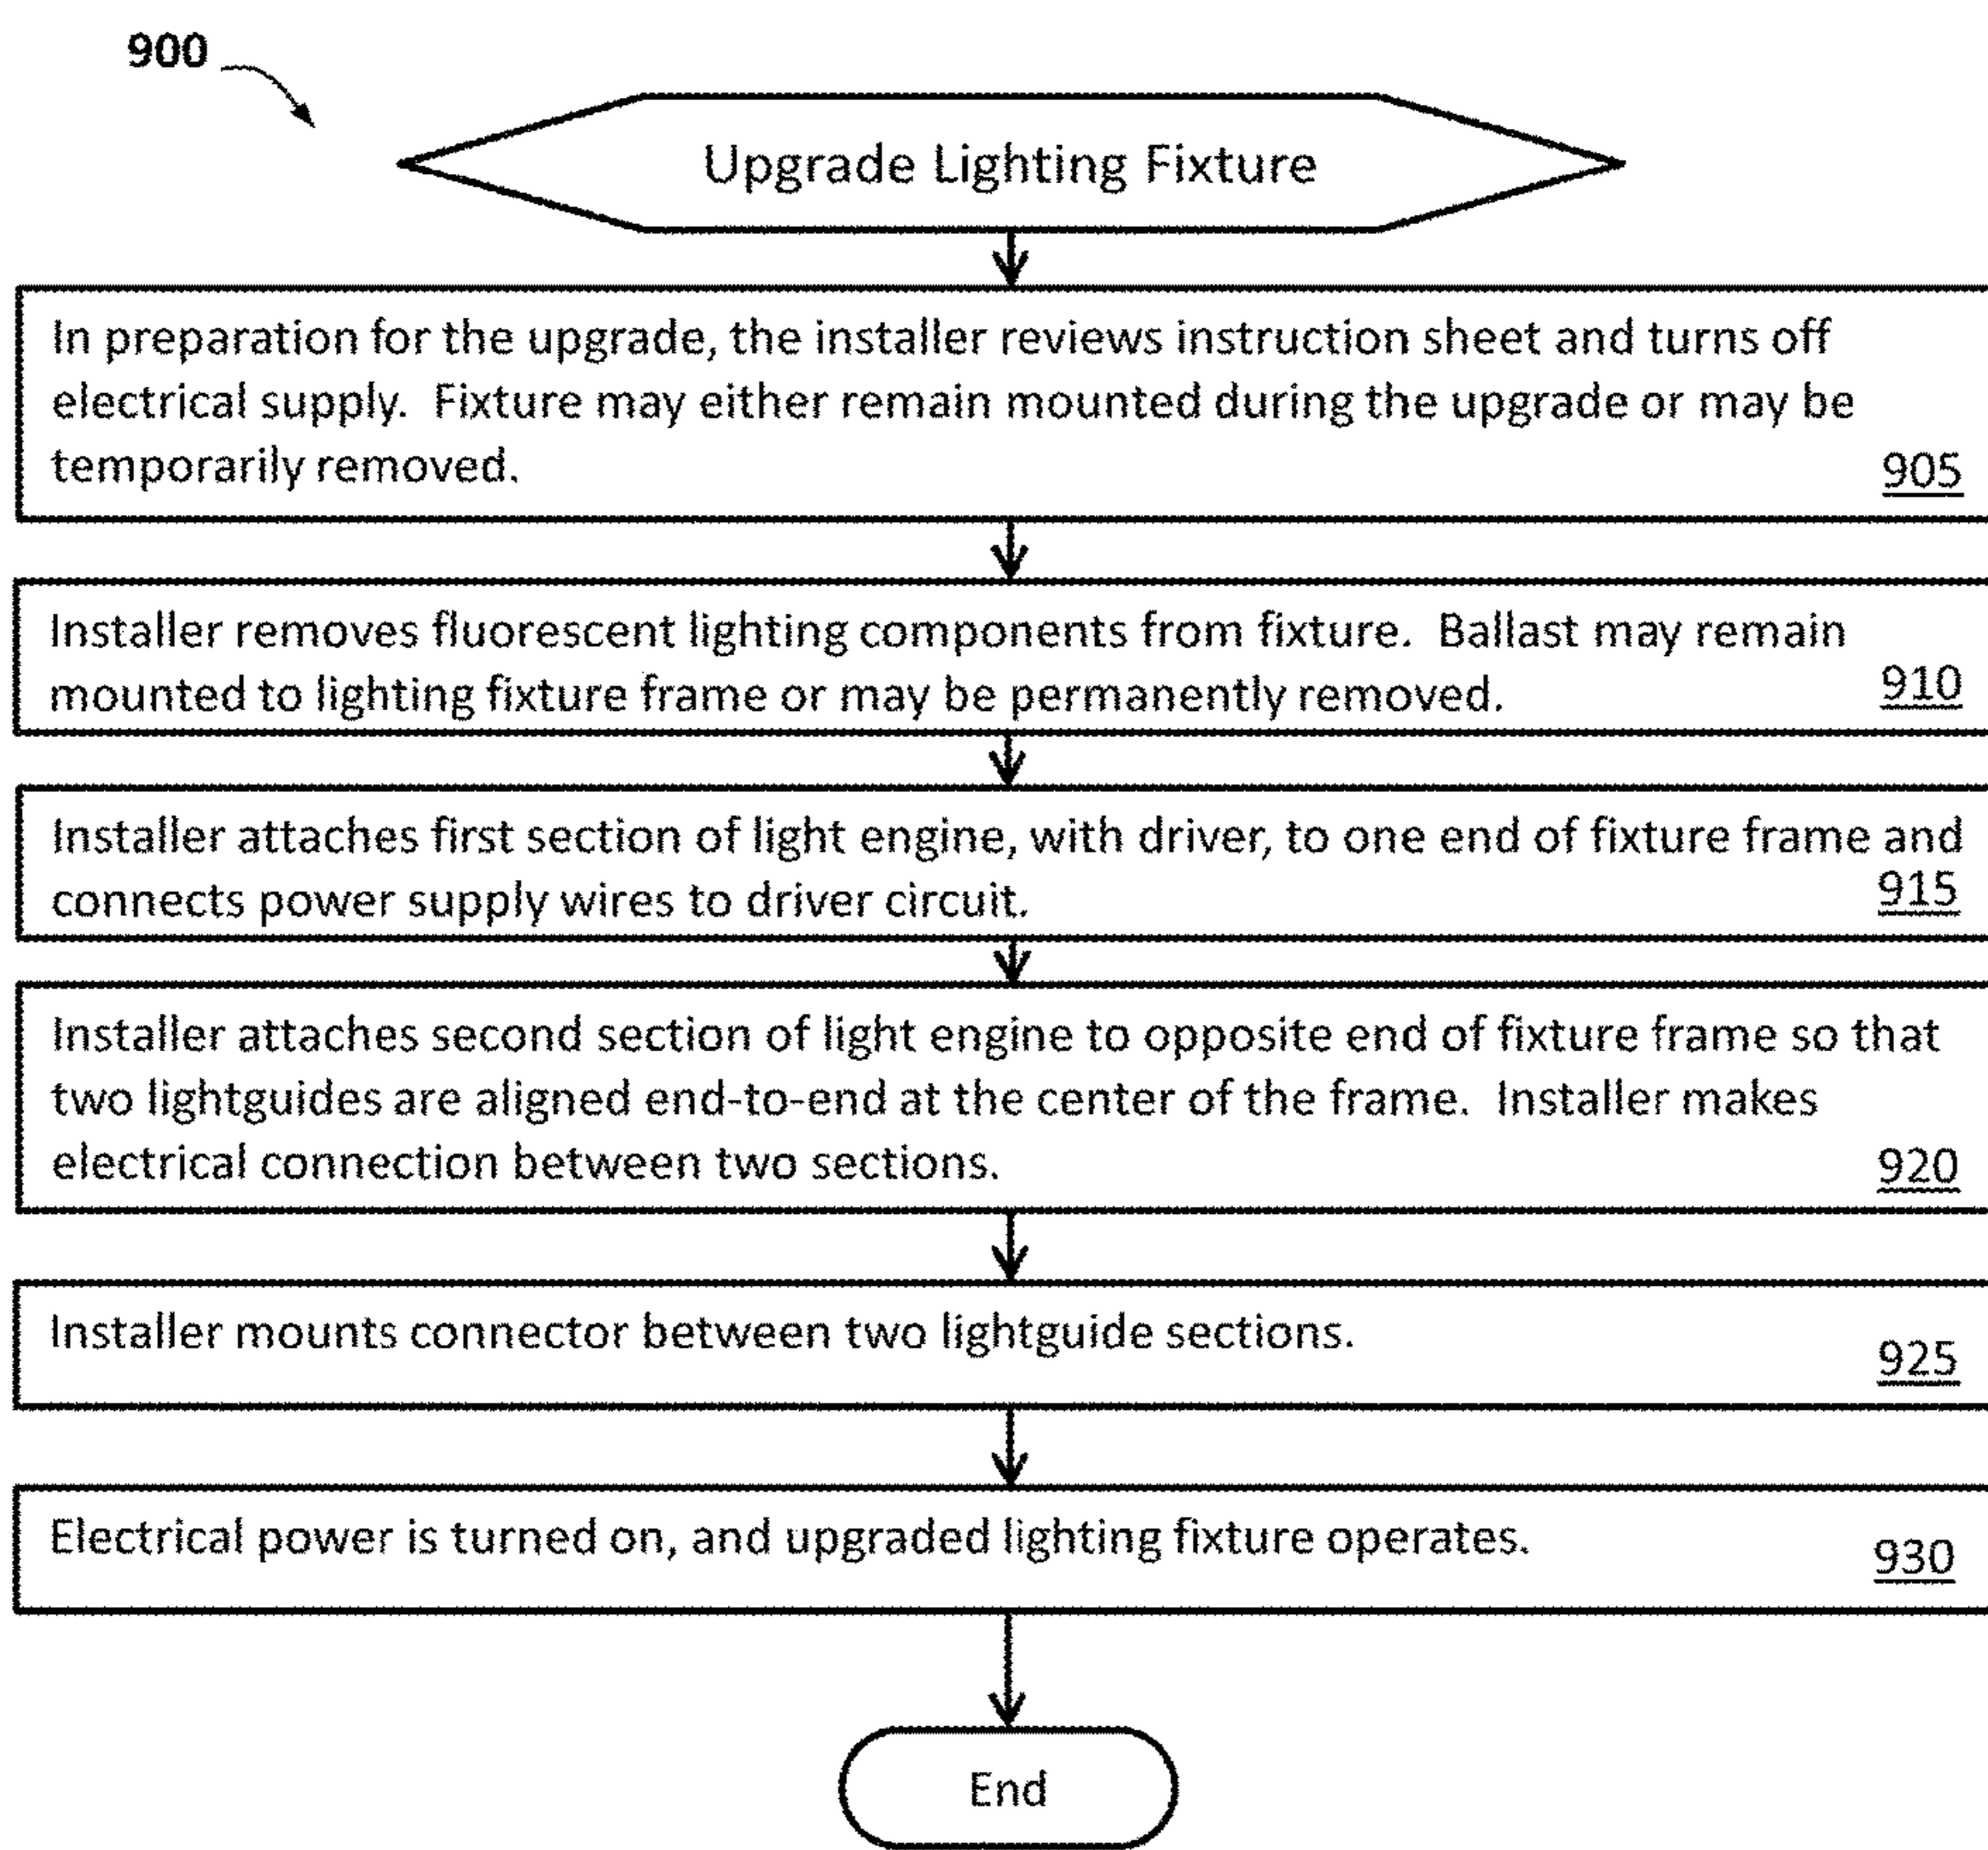 900
Upgrade Lighting Fixture
In preparation for the upgrade, the installer reviews instruction sheet and turns off
electrical supply.  Fixture may either remain mounted during the upgrade or may be
temporarily removed.
905
Installer removes fluorescent lighting components from fixture.  Ballast may remain
mounted to lighting fixture frame or may be permanently removed.
910
Installer attaches first section of light engine, with driver, to one end of fixture frame and
connects power supply wires to driver circuit.
915
Installer attaches second section of light engine to opposite end of fixture frame so that
two lightguides are aligned end-to-end at the center of the frame.  Installer makes
electrical connection between two sections.
920
Installer mounts connector between two lightguide sections.
925
Electrical power is turned on, and upgraded lighting fixture operates.
930
End